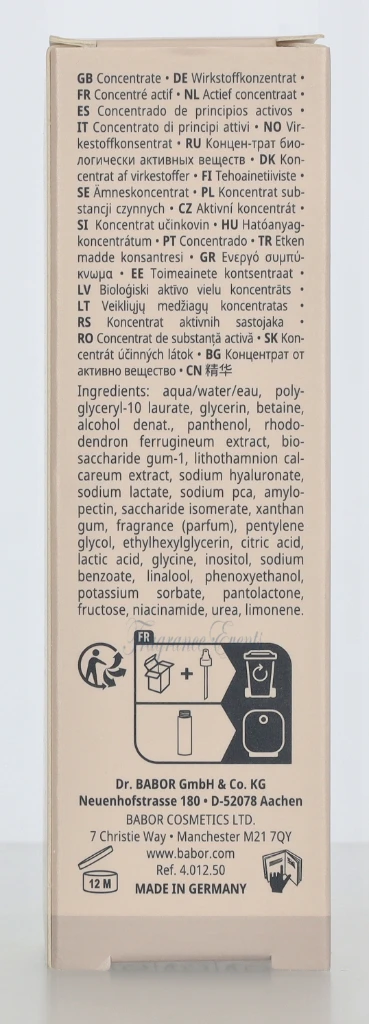 GB Concentrate • DE Wirkstoffkonzentrat •
FR Concentré actif • NL Actief concentraat •
ES Concentrado de principios activos •
IT Concentrato di principi attivi • NO Vir-
kestoffkonsentrat • RU Концен-трат био-
логически активных веществ • DK Kon-
centrat af virkestoffer • FI Tehoainetiiviste •
SE Ämneskoncentrat • PL Koncentrat sub-
stancji czynnych • CZ Aktivní koncentrát •
SI Koncentrat učinkovin • HU Hatóanyag-
koncentrátum • PT Concentrado • TR Etken
madde konsantresi • GR Ενεργό συμπύ-
κνωμα • EE Toimeainete kontsentraat •
LV Bioloģiski aktīvo vielu koncentrāts •
LT Veikliųjų medžiagų koncentratas •
RS Koncentrat aktivnih sastojaka •
RO Concentrat de substanță activă • SK Kon-
centrát účinných látok • BG Концентрат от
активно вещество • CN 精华
Ingredients: aqua/water/eau, poly-
glyceryl-10 laurate, glycerin, betaine,
alcohol denat., panthenol, rhodo-
dendron ferrugineum extract, bio-
saccharide gum-1, lithothamnion cal-
careum extract, sodium hyaluronate,
sodium lactate, sodium pca, amylo-
pectin, saccharide isomerate, xanthan
gum, fragrance (parfum), pentylene
glycol, ethylhexylglycerin, citric acid,
lactic acid, glycine, inositol, sodium
benzoate, linalool, phenoxyethanol,
potassium sorbate, pantolactone,
fructose, niacinamide, urea, limonene.
FR
Dr. BABOR GmbH & Co. KG
Neuenhofstrasse 180 • D-52078 Aachen
BABOR COSMETICS LTD.
7 Christie Way • Manchester M21 7QY
www.babor.com
Ref. 4.012.50
12 M
MADE IN GERMANY